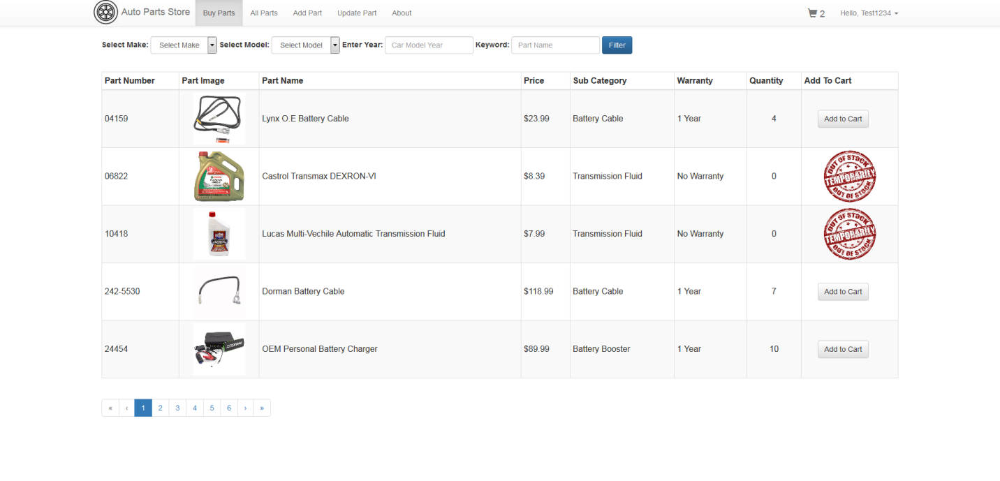 Auto Parts Store Buy Parts All Parts Add Part Update Part About 2 Hello, Test1234
Select Make: Select Make Select Model: Select Model Enter Year: Car Model Year Keyword: Part Name Filter
Part Number Part Image Part Name Price Sub Category Warranty Quantity Add To Cart
04159 Lynx O.E Battery Cable $23.99 Battery Cable 1 Year 4 Add to Cart
06822 Castrol Transmax DEXRON-VI $8.39 Transmission Fluid No Warranty 0 OUT OF STOCK TEMPORARILY OUT OF STOCK
10418 Lucas Multi-Vechile Automatic Transmission Fluid $7.99 Transmission Fluid No Warranty 0 OUT OF STOCK TEMPORARILY OUT OF STOCK
242-5530 Dorman Battery Cable $118.99 Battery Cable 1 Year 7 Add to Cart
24454 OEM Personal Battery Charger $89.99 Battery Booster 1 Year 10 Add to Cart
« ‹ 1 2 3 4 5 6 › »